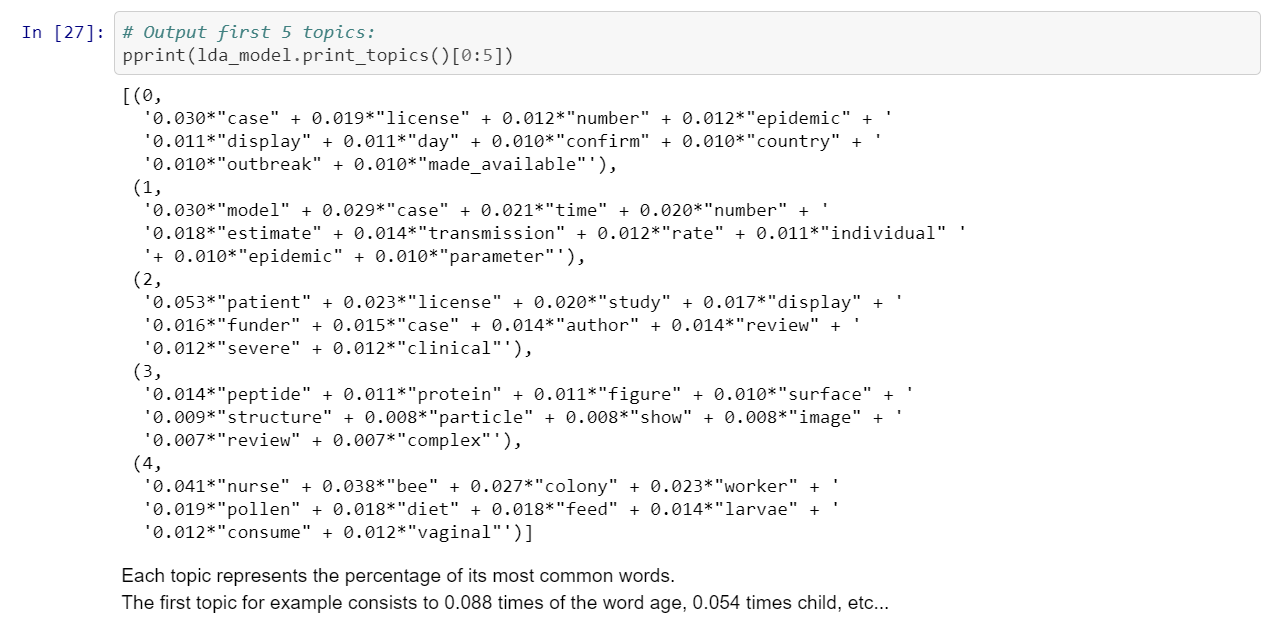 In [27]: # Output first 5 topics:
pprint(lda_model.print_topics()[0:5])
[(0,
'0.030*"case" + 0.019*"license" + 0.012*"number" + 0.012*"epidemic" + '
'0.011*"display" + 0.011*"day" + 0.010*"confirm" + 0.010*"country" + '
'0.010*"outbreak" + 0.010*"made_available"'),
(1,
'0.030*"model" + 0.029*"case" + 0.021*"time" + 0.020*"number" + '
'0.018*"estimate" + 0.014*"transmission" + 0.012*"rate" + 0.011*"individual" '
'+ 0.010*"epidemic" + 0.010*"parameter"'),
(2,
'0.053*"patient" + 0.023*"license" + 0.020*"study" + 0.017*"display" + '
'0.016*"funder" + 0.015*"case" + 0.014*"author" + 0.014*"review" + '
'0.012*"severe" + 0.012*"clinical"'),
(3,
'0.014*"peptide" + 0.011*"protein" + 0.011*"figure" + 0.010*"surface" + '
'0.009*"structure" + 0.008*"particle" + 0.008*"show" + 0.008*"image" + '
'0.007*"review" + 0.007*"complex"'),
(4,
'0.041*"nurse" + 0.038*"bee" + 0.027*"colony" + 0.023*"worker" + '
'0.019*"pollen" + 0.018*"diet" + 0.018*"feed" + 0.014*"larvae" + '
'0.012*"consume" + 0.012*"vaginal"')]
Each topic represents the percentage of its most common words.
The first topic for example consists to 0.088 times of the word age, 0.054 times child, etc...